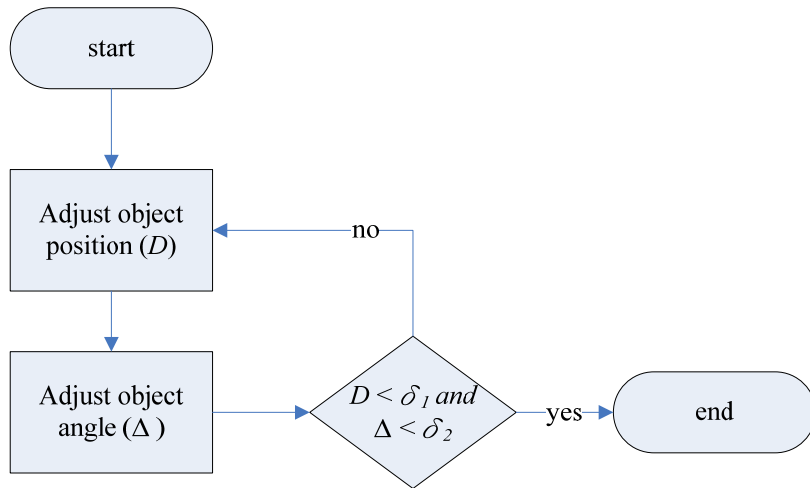 start
Adjust object
position (D)
no
Adjust object
angle (Δ )
D < δ1 and
Δ < δ2
yes
end